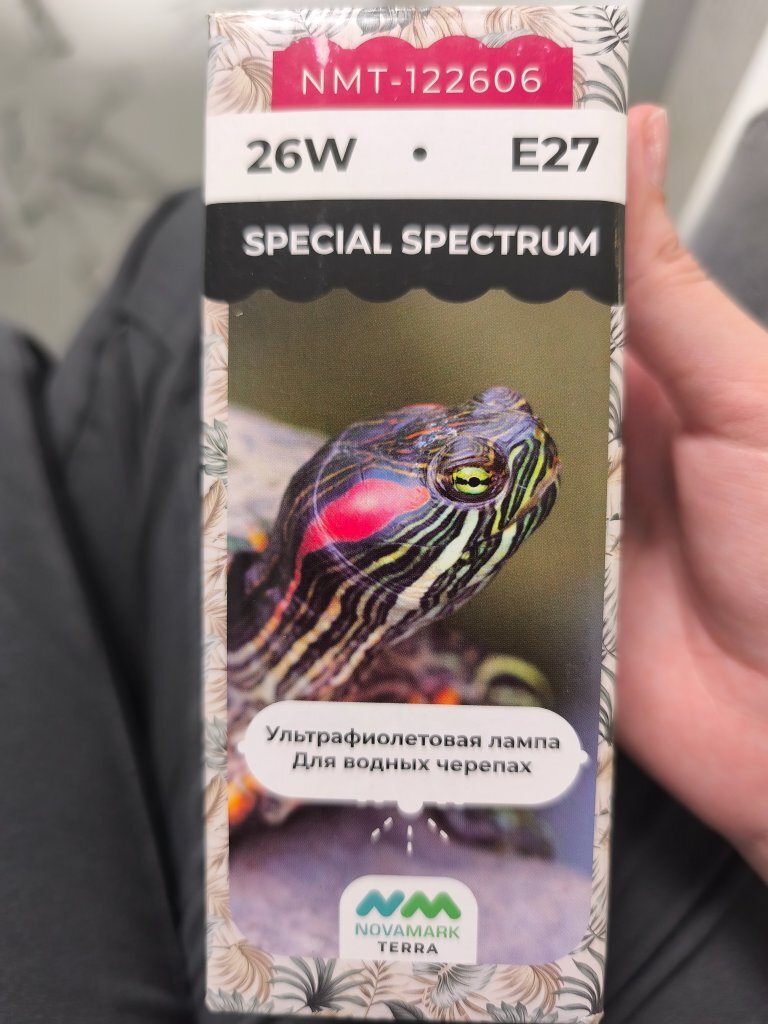 NMT-122606
26W • E27
SPECIAL SPECTRUM
Ультрафиолетовая лампа
Для водных черепах
NOVAMARK
TERRA